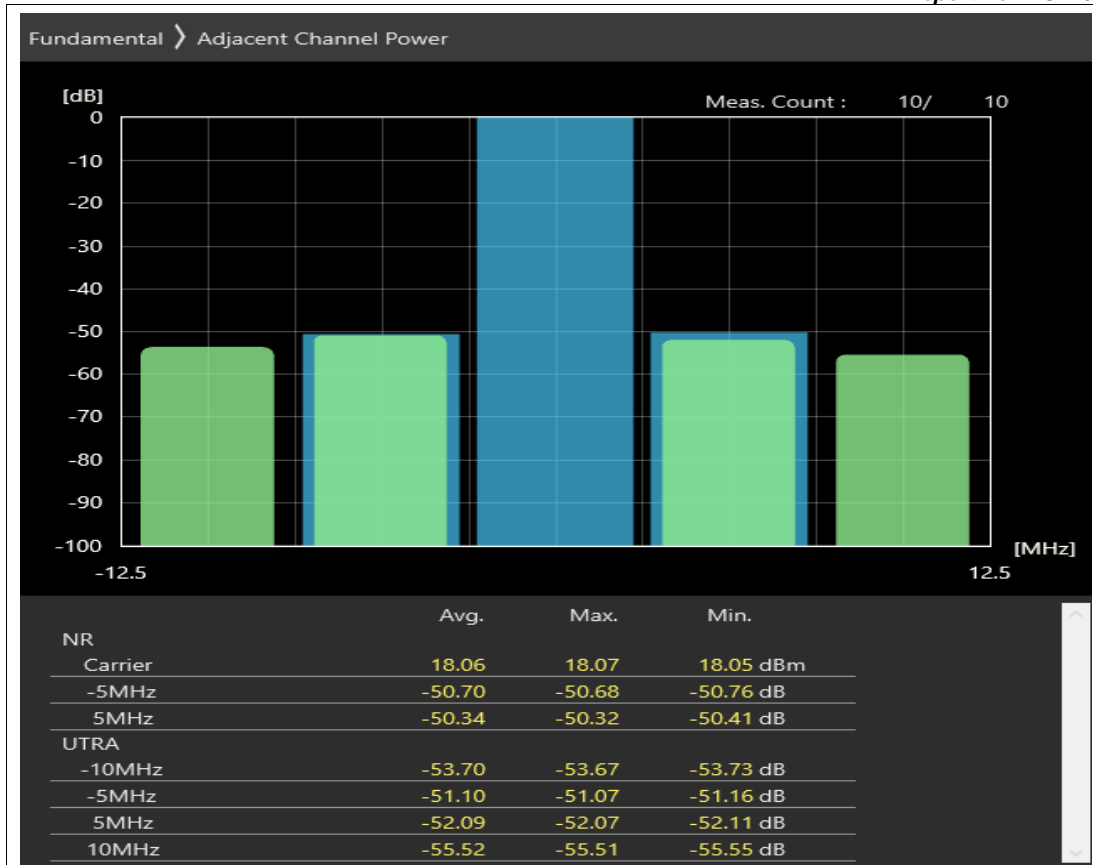 Fundamental ❭ Adjacent Channel Power
[dB]
Meas. Count : 10/ 10
0
-10
-20
-30
-40
-50
-60
-70
-80
-90
-100
[MHz]
-12.5 12.5
Avg. Max. Min.
NR
Carrier 18.06 18.07 18.05 dBm
-5MHz -50.70 -50.68 -50.76 dB
5MHz -50.34 -50.32 -50.41 dB
UTRA
-10MHz -53.70 -53.67 -53.73 dB
-5MHz -51.10 -51.07 -51.16 dB
5MHz -52.09 -52.07 -52.11 dB
10MHz -55.52 -55.51 -55.55 dB